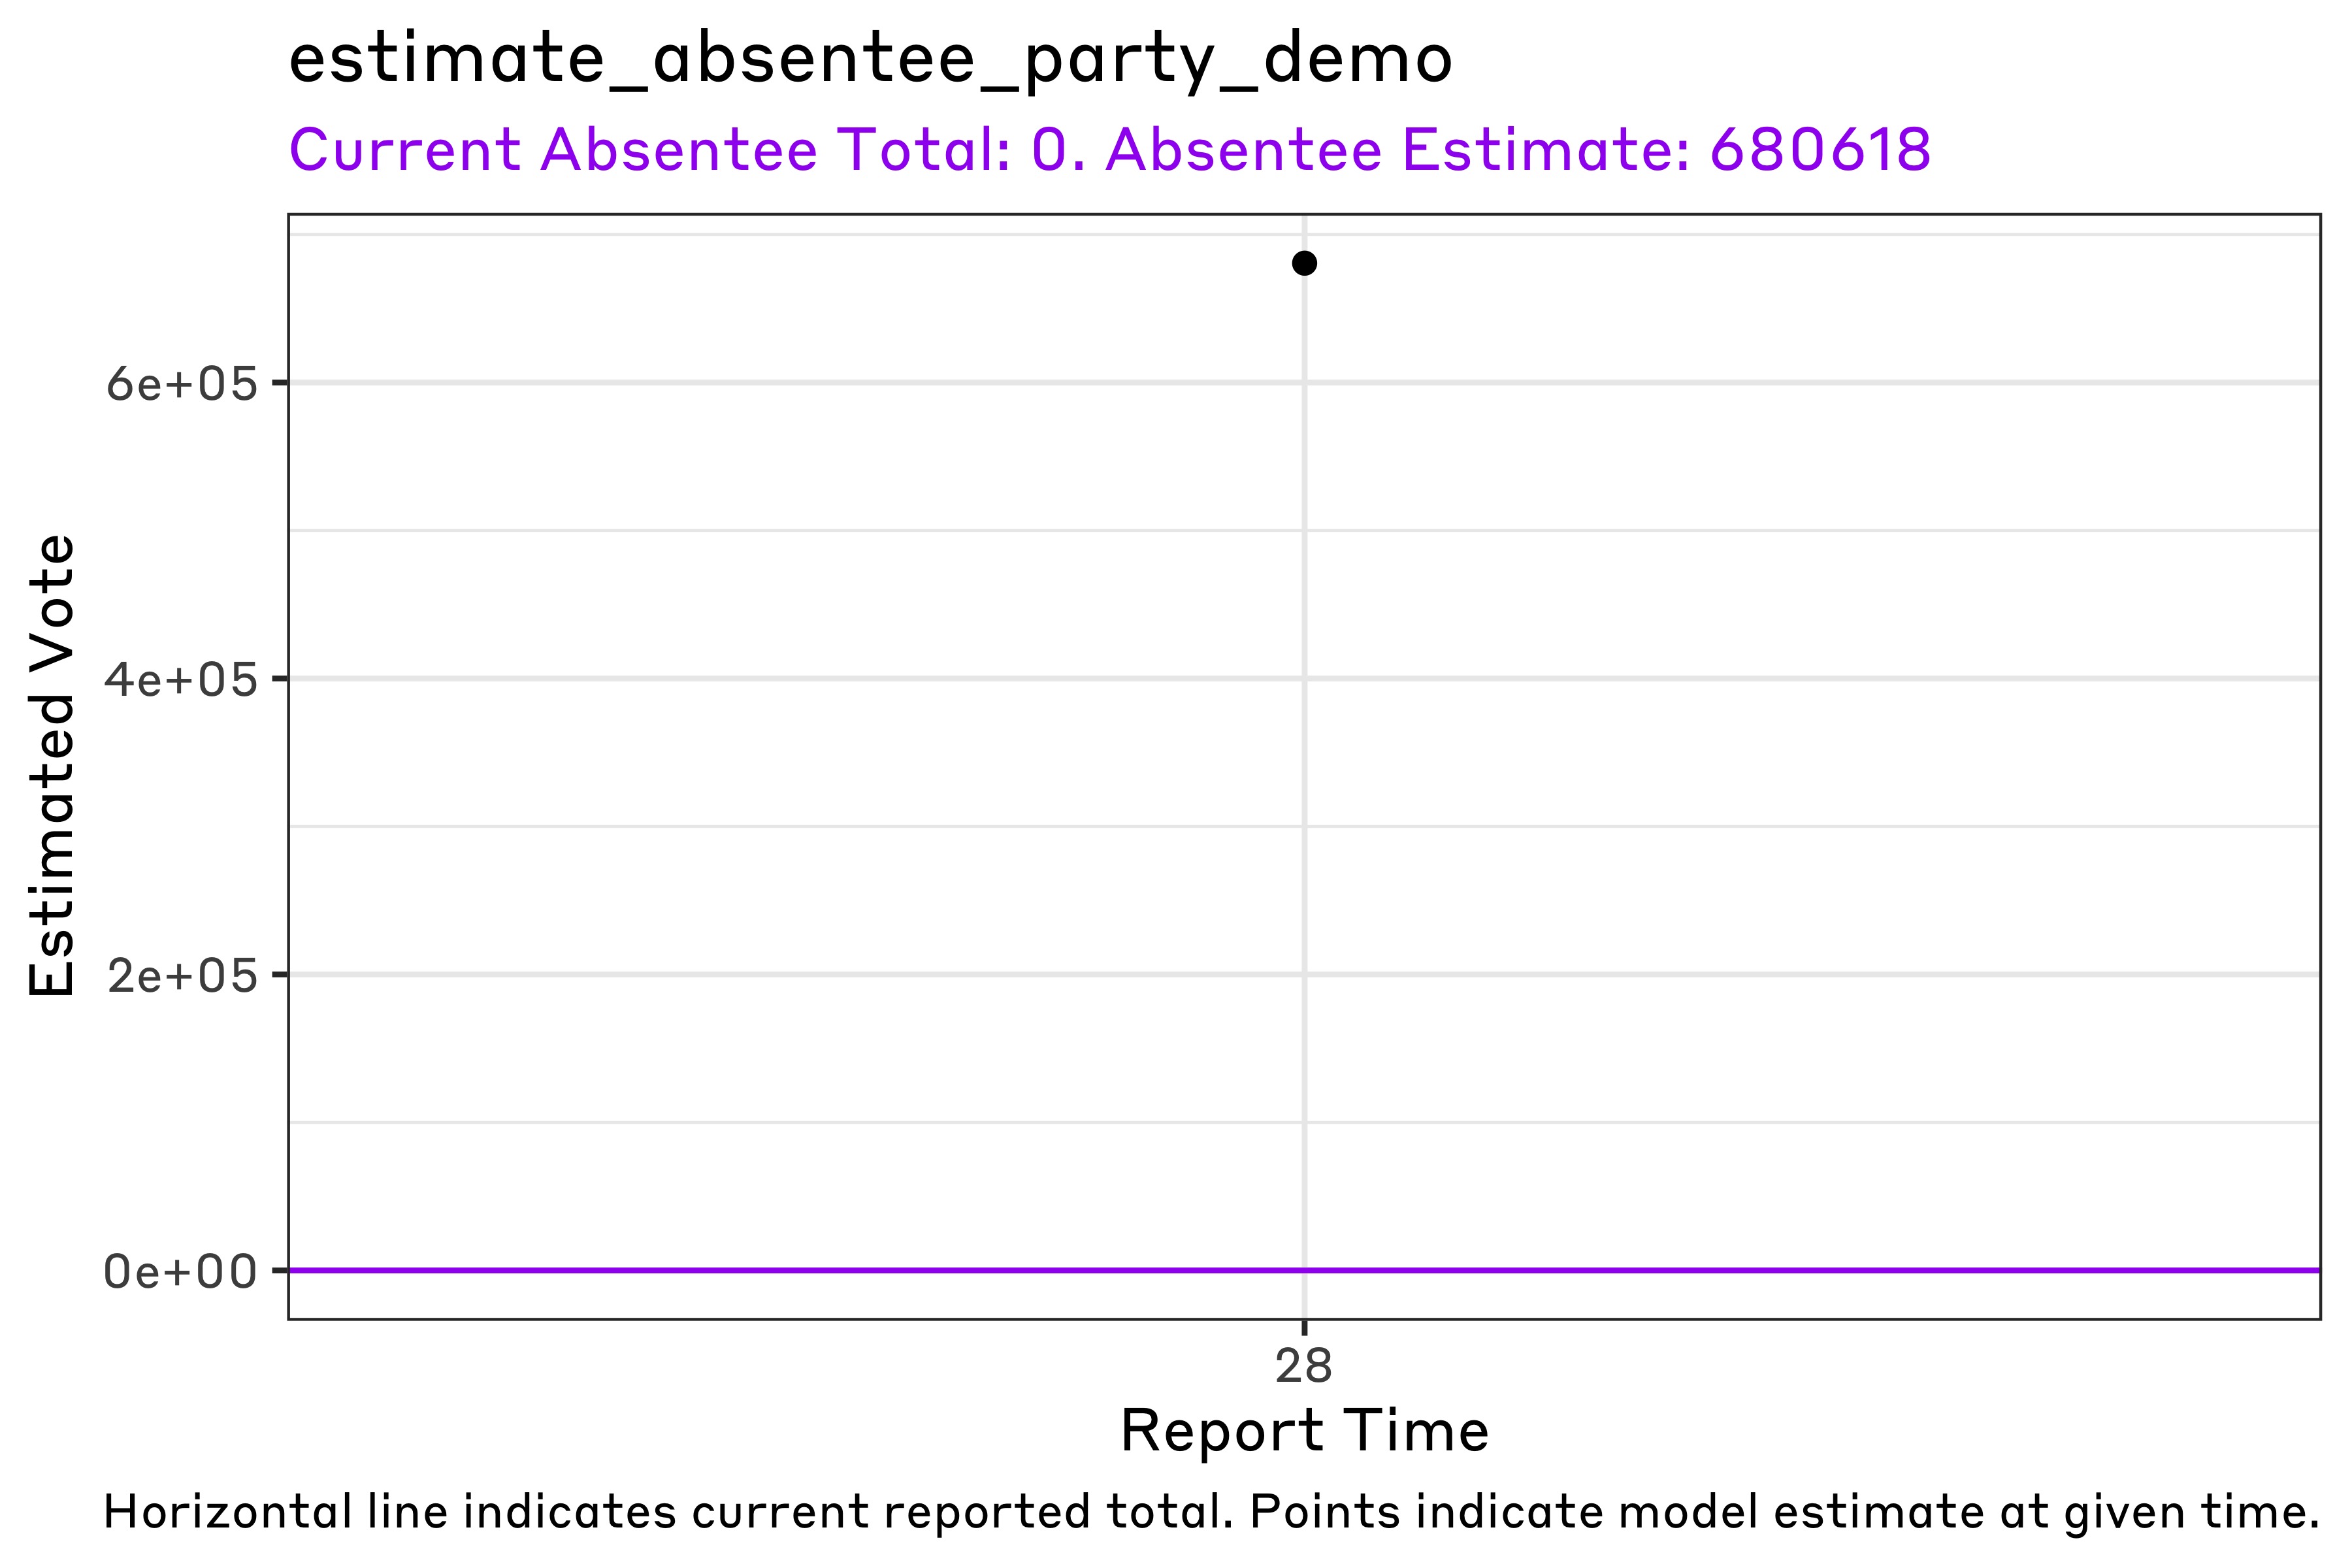 estimate_absentee_party_demo
Current Absentee Total: 0. Absentee Estimate: 680618
Estimated Vote
6e+05
4e+05
2e+05
0e+00
28
Report Time
Horizontal line indicates current reported total. Points indicate model estimate at given time.